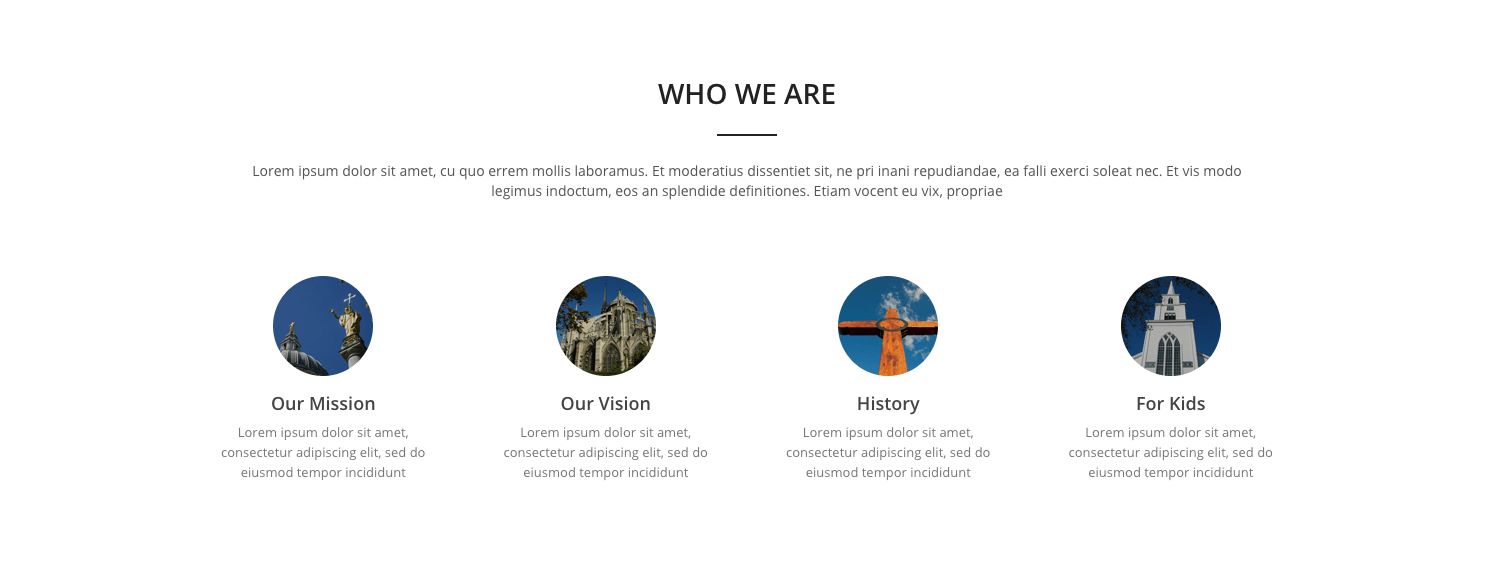 WHO WE ARE
Lorem ipsum dolor sit amet, cu quo errem mollis laboramus. Et moderatius dissentiet sit, ne pri inani repudiandae, ea falli exerci soleat nec. Et vis modo
legimus indoctum, eos an splendide definitiones. Etiam vocent eu vix, propriae
Our Mission
Lorem ipsum dolor sit amet,
consectetur adipiscing elit, sed do
eiusmod tempor incididunt
Our Vision
Lorem ipsum dolor sit amet,
consectetur adipiscing elit, sed do
eiusmod tempor incididunt
History
Lorem ipsum dolor sit amet,
consectetur adipiscing elit, sed do
eiusmod tempor incididunt
For Kids
Lorem ipsum dolor sit amet,
consectetur adipiscing elit, sed do
eiusmod tempor incididunt